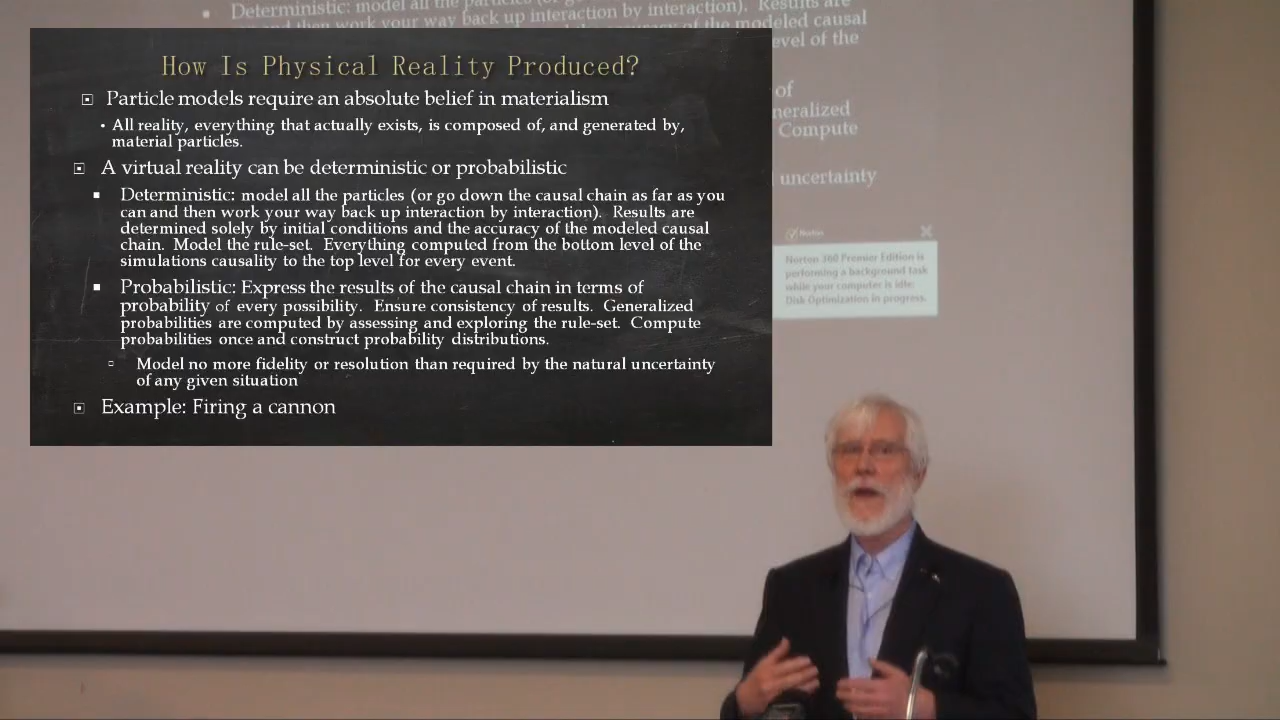 Deterministic: model all the particles (or go
and then work your way back up interaction by interaction). Results are
accuracy of the modeled causal
level of the
of
neralized
Compute
uncertainty
How Is Physical Reality Produced?
Particle models require an absolute belief in materialism
• All reality, everything that actually exists, is composed of, and generated by,
material particles.
A virtual reality can be deterministic or probabilistic
Deterministic: model all the particles (or go down the causal chain as far as you
can and then work your way back up interaction by interaction). Results are
determined solely by initial conditions and the accuracy of the modeled causal
chain. Model the rule-set. Everything computed from the bottom level of the
simulations causality to the top level for every event.
Probabilistic: Express the results of the causal chain in terms of
probability of every possibility. Ensure consistency of results. Generalized
probabilities are computed by assessing and exploring the rule-set. Compute
probabilities once and construct probability distributions.
Model no more fidelity or resolution than required by the natural uncertainty
of any given situation
Example: Firing a cannon
Norton
Norton 360 Premier Edition is
performing a background task
while your computer is idle:
Disk Optimization in progress.